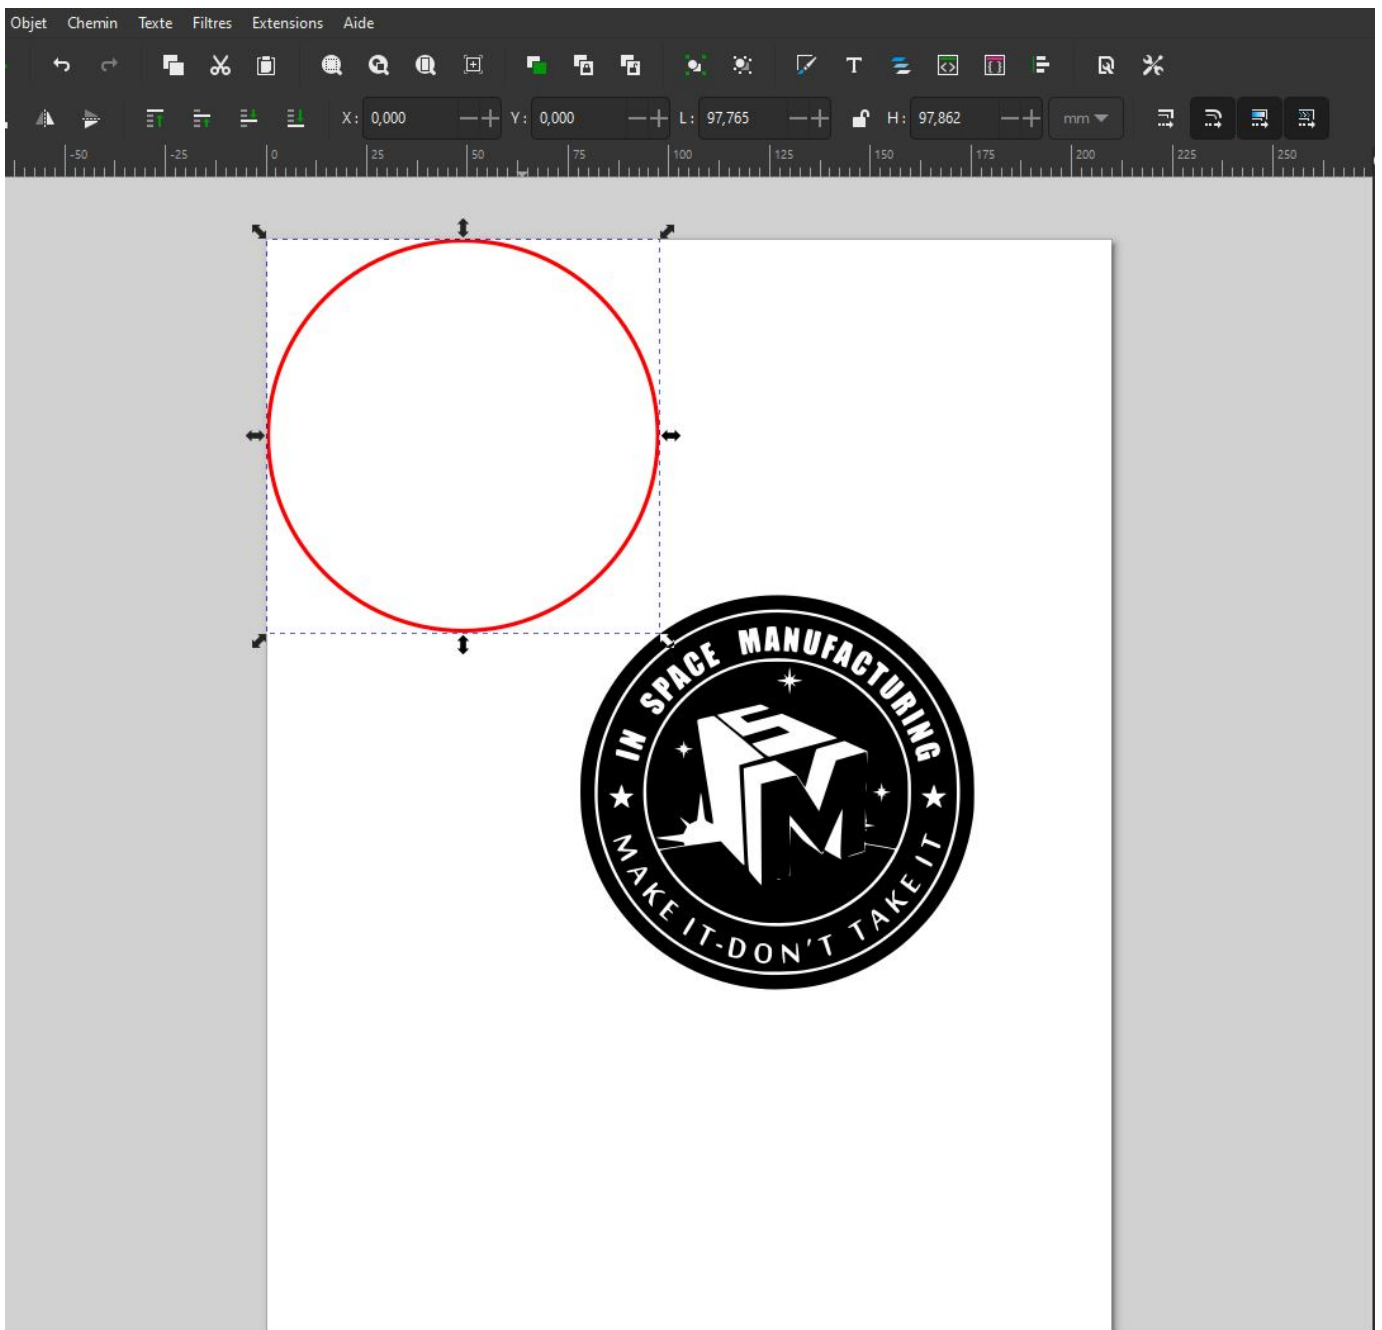 Objet Chemin Texte Filtres Extensions Aide
X: 0,000 Y: 0,000 L: 97,765 H: 97,862 mm
-50 -25 0 25 50 75 100 125 150 175 200 225 250
IN SPACE MANUFACTURING
SM
MAKE IT-DON'T TAKE IT